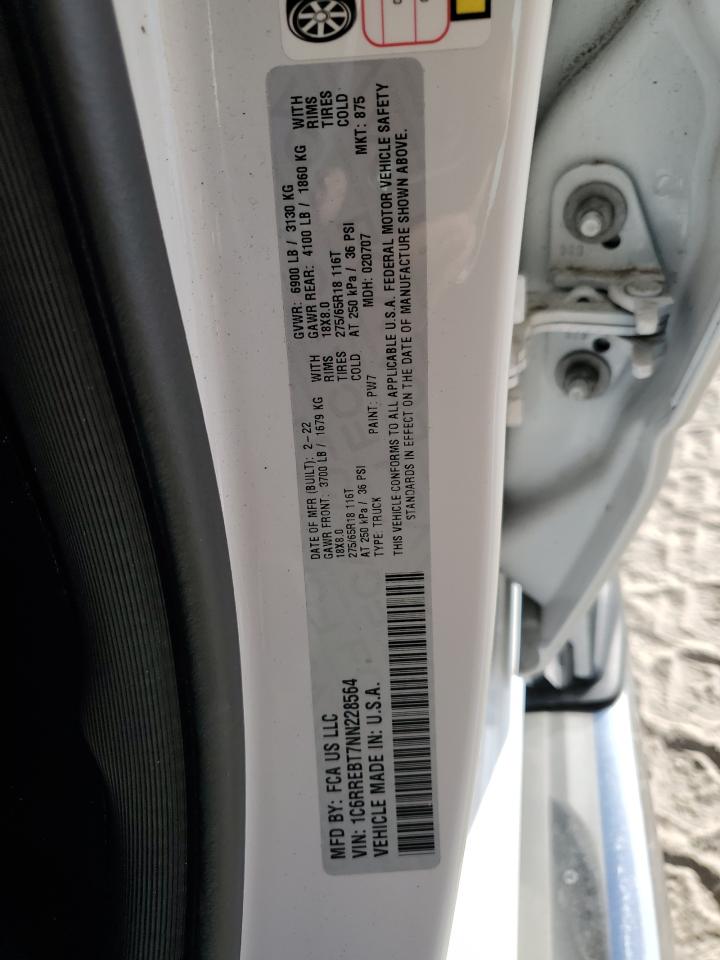 MFD BY: FCA US LLC
VIN: 1C6RREBT7NN228564
VEHICLE MADE IN: U.S.A.
DATE OF MFR (BUILT): 2-22
GAWR FRONT: 3700 LB / 1679 KG WITH
18X8.0 RIMS
275/65R18 116T TIRES
AT 250 kPa / 36 PSI COLD
TYPE: TRUCK PAINT: PW7
GVWR: 6900 LB / 3130 KG
GAWR REAR: 4100 LB / 1860 KG WITH
18X8.0 RIMS
275/65R18 116T TIRES
AT 250 kPa / 36 PSI COLD
MDH: 020707 MKT: 875
THIS VEHICLE CONFORMS TO ALL APPLICABLE U.S.A. FEDERAL MOTOR VEHICLE SAFETY
STANDARDS IN EFFECT ON THE DATE OF MANUFACTURE SHOWN ABOVE.